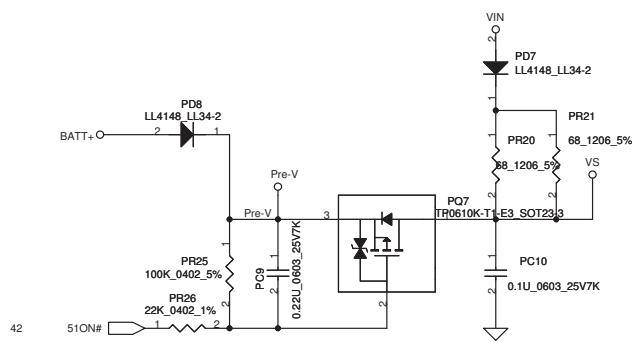 VIN
2
PD7
LL4148_LL34-2
1
PD8
LL4148_LL34-2
BATT+
2
1
1
1
PR21
PR20
68_1206_5%
68_1206_5%
VS
2
2
Pre-V
Pre-V
3
PQ7
TP0610K-T1-E3_SOT23-3
1
PR25
100K_0402_5%
2
1
PC9
2
0.22U_0603_25V7K
2
1
PC10
0.1U_0603_25V7K
2
PR26
22K_0402_1%
42
51ON#
1
2